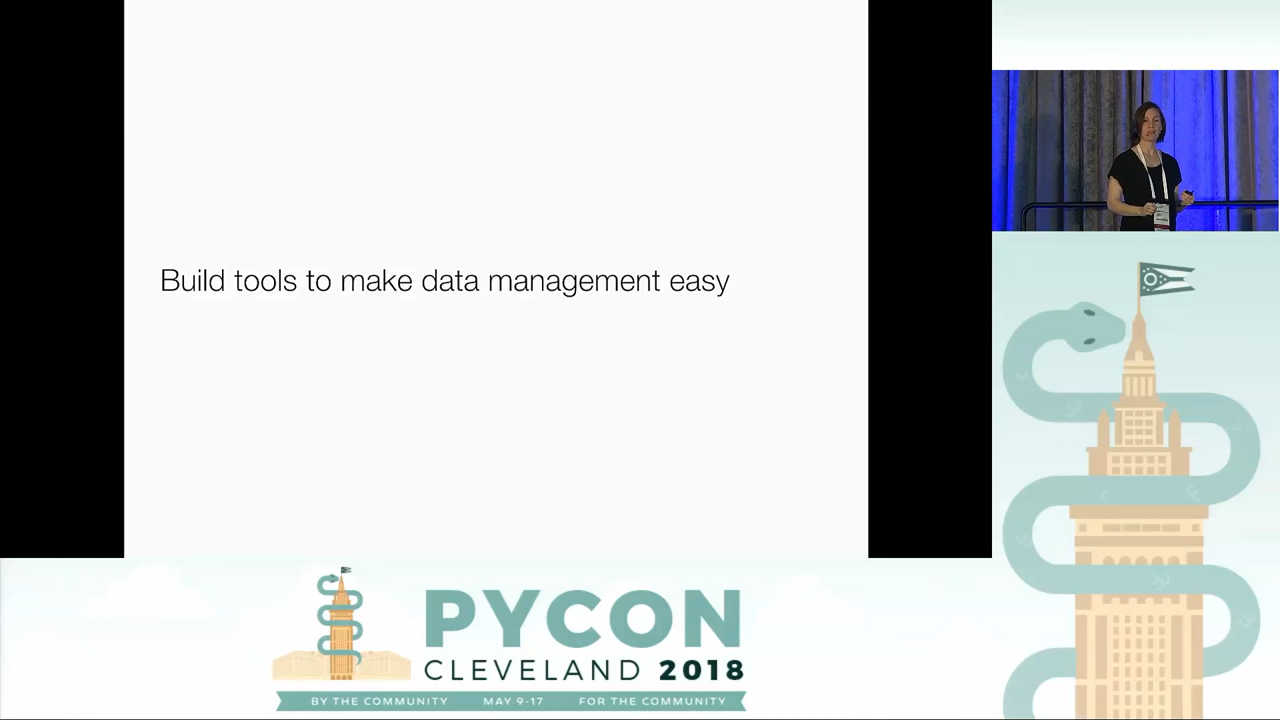 Build tools to make data management easy
PYCON
CLEVELAND 2018
BY THE COMMUNITY MAY 9-17 FOR THE COMMUNITY